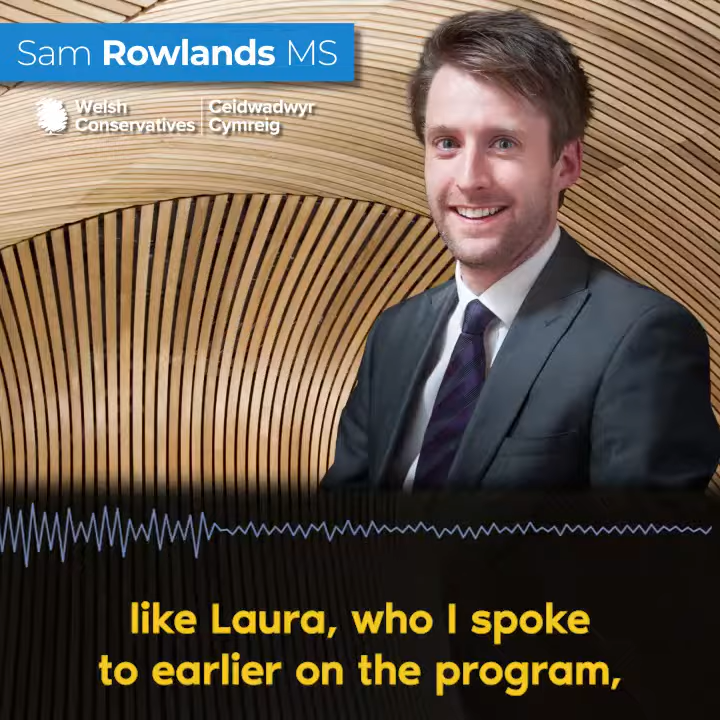 Sam Rowlands MS
Welsh
Conservatives
Ceidwadwyr
Cymreig
like Laura, who I spoke
to earlier on the program,